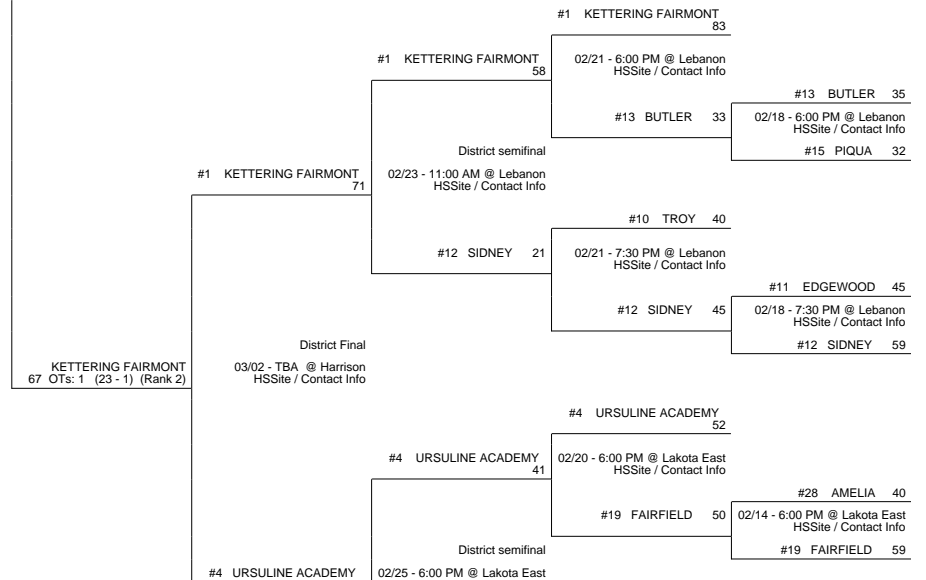 #1 KETTERING FAIRMONT
83
#1 KETTERING FAIRMONT
58
02/21 - 6:00 PM @ Lebanon
HSSite / Contact Info
#13 BUTLER 35
#13 BUTLER 33
02/18 - 6:00 PM @ Lebanon
HSSite / Contact Info
District semifinal
#15 PIQUA 32
#1 KETTERING FAIRMONT
71
02/23 - 11:00 AM @ Lebanon
HSSite / Contact Info
#10 TROY 40
#12 SIDNEY 21
02/21 - 7:30 PM @ Lebanon
HSSite / Contact Info
#11 EDGEWOOD 45
#12 SIDNEY 45
02/18 - 7:30 PM @ Lebanon
HSSite / Contact Info
District Final
#12 SIDNEY 59
KETTERING FAIRMONT
67 OTs: 1 (23 - 1) (Rank 2)
03/02 - TBA @ Harrison
HSSite / Contact Info
#4 URSULINE ACADEMY
52
#4 URSULINE ACADEMY
41
02/20 - 6:00 PM @ Lakota East
HSSite / Contact Info
#28 AMELIA 40
#19 FAIRFIELD 50
02/14 - 6:00 PM @ Lakota East
HSSite / Contact Info
District semifinal
#19 FAIRFIELD 59
#4 URSULINE ACADEMY
02/25 - 6:00 PM @ Lakota East